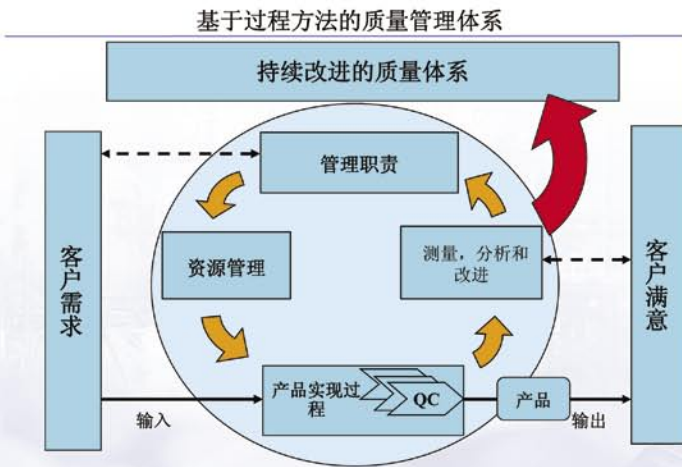 基于过程方法的质量管理体系
持续改进的质量体系
管理职责
客户需求
资源管理
测量，分析和
改进
客户满意
产品实现过
程
QC
产品
输入
输出